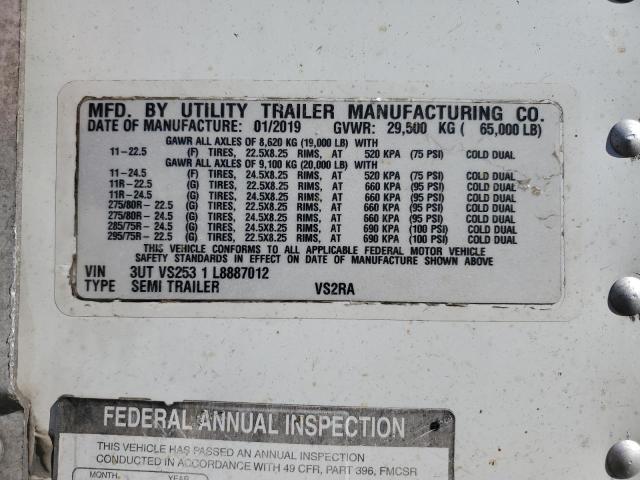 MFD. BY UTILITY TRAILER MANUFACTURING CO.
DATE OF MANUFACTURE: 01/2019 GVWR: 29,500 KG ( 65,000 LB)
GAWR ALL AXLES OF 8,620 KG (19,000 LB) WITH
11-22.5 (F) TIRES, 22.5X8.25 RIMS, AT 520 KPA (75 PSI) COLD DUAL
GAWR ALL AXLES OF 9,100 KG (20,000 LB) WITH
11-24.5 (F) TIRES, 24.5X8.25 RIMS, AT 520 KPA (75 PSI) COLD DUAL
11R-22.5 (G) TIRES, 22.5X8.25 RIMS, AT 660 KPA (95 PSI) COLD DUAL
11R-24.5 (G) TIRES, 24.5X8.25 RIMS, AT 660 KPA (95 PSI) COLD DUAL
275/80R-22.5 (G) TIRES, 22.5X8.25 RIMS, AT 660 KPA (95 PSI) COLD DUAL
275/80R-24.5 (G) TIRES, 24.5X8.25 RIMS, AT 660 KPA (95 PSI) COLD DUAL
285/75R-24.5 (G) TIRES, 24.5X8.25 RIMS, AT 690 KPA (100 PSI) COLD DUAL
295/75R-22.5 (G) TIRES, 22.5X8.25 RIMS, AT 690 KPA (100 PSI) COLD DUAL
THIS VEHICLE CONFORMS TO ALL APPLICABLE FEDERAL MOTOR VEHICLE
SAFETY STANDARDS IN EFFECT ON DATE OF MANUFACTURE SHOWN ABOVE
VIN 3UT VS253 1 L8887012
TYPE SEMI TRAILER VS2RA
FEDERAL ANNUAL INSPECTION
THIS VEHICLE HAS PASSED AN ANNUAL INSPECTION
CONDUCTED IN ACCORDANCE WITH 49 CFR, PART 396, FMCSR
MONTH YEAR